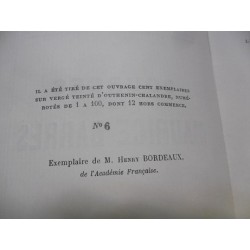 IL A ÉTÉ TIRÉ DE CET OUVRAGE CENT EXEMPLAIRES
SUR VERGÉ TEINTÉ D'OUTHENIN-CHALANDRE, NUMÉ-
ROTÉS DE 1 A 100, DONT 12 HORS COMMERCE.
No 6
Exemplaire de M. HENRY BORDEAUX,
de l'Académie Française.